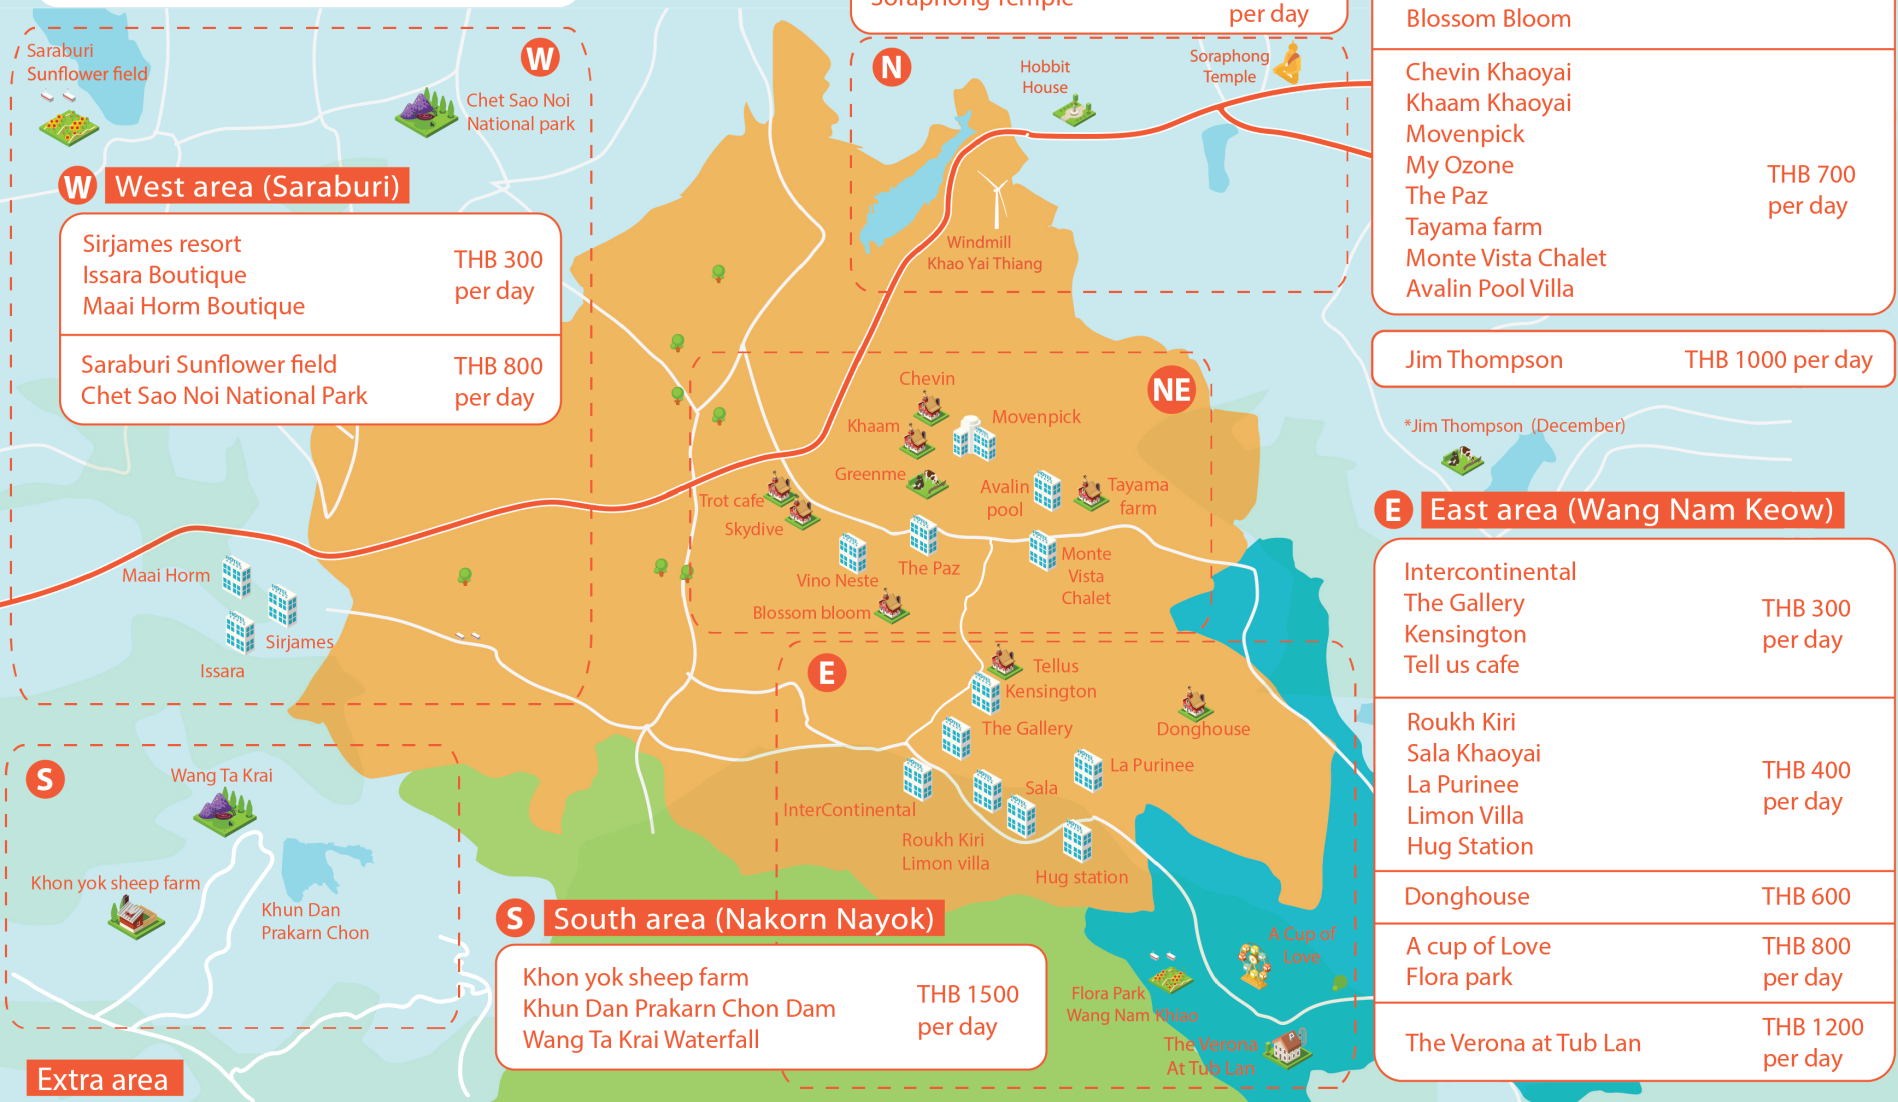 Soraphong Temple
per day
Blossom Bloom
Chevin Khaoyai
Khaam Khaoyai
Movenpick
My Ozone
The Paz
Tayama farm
Monte Vista Chalet
Avalin Pool Villa
THB 700
per day
Jim Thompson THB 1000 per day
*Jim Thompson (December)
Saraburi
Sunflower field
W
Chet Sao Noi
National park
N
Hobbit
House
Soraphong
Temple
Windmill
Khao Yai Thiang
W West area (Saraburi)
Sirjames resort
Issara Boutique
Maai Horm Boutique
THB 300
per day
Saraburi Sunflower field
Chet Sao Noi National Park
THB 800
per day
NE
Chevin
Khaam
Movenpick
Greenme
Avalin
pool
Tayama
farm
Trot cafe
Skydive
Vino Neste
The Paz
Monte
Vista
Chalet
Blossom bloom
Maai Horm
Sirjames
Issara
E East area (Wang Nam Keow)
Intercontinental
The Gallery
Kensington
Tell us cafe
THB 300
per day
Roukh Kiri
Sala Khaoyai
La Purinee
Limon Villa
Hug Station
THB 400
per day
Donghouse THB 600
A cup of Love
Flora park
THB 800
per day
The Verona at Tub Lan
THB 1200
per day
E
Tellus
Kensington
The Gallery
Donghouse
La Purinee
Sala
InterContinental
Roukh Kiri
Limon villa
Hug station
A Cup of
Love
Flora Park
Wang Nam Khiao
The Verona
At Tub Lan
S
Wang Ta Krai
Khon yok sheep farm
Khun Dan
Prakarn Chon
S South area (Nakorn Nayok)
Khon yok sheep farm
Khun Dan Prakarn Chon Dam
Wang Ta Krai Waterfall
THB 1500
per day
Extra area